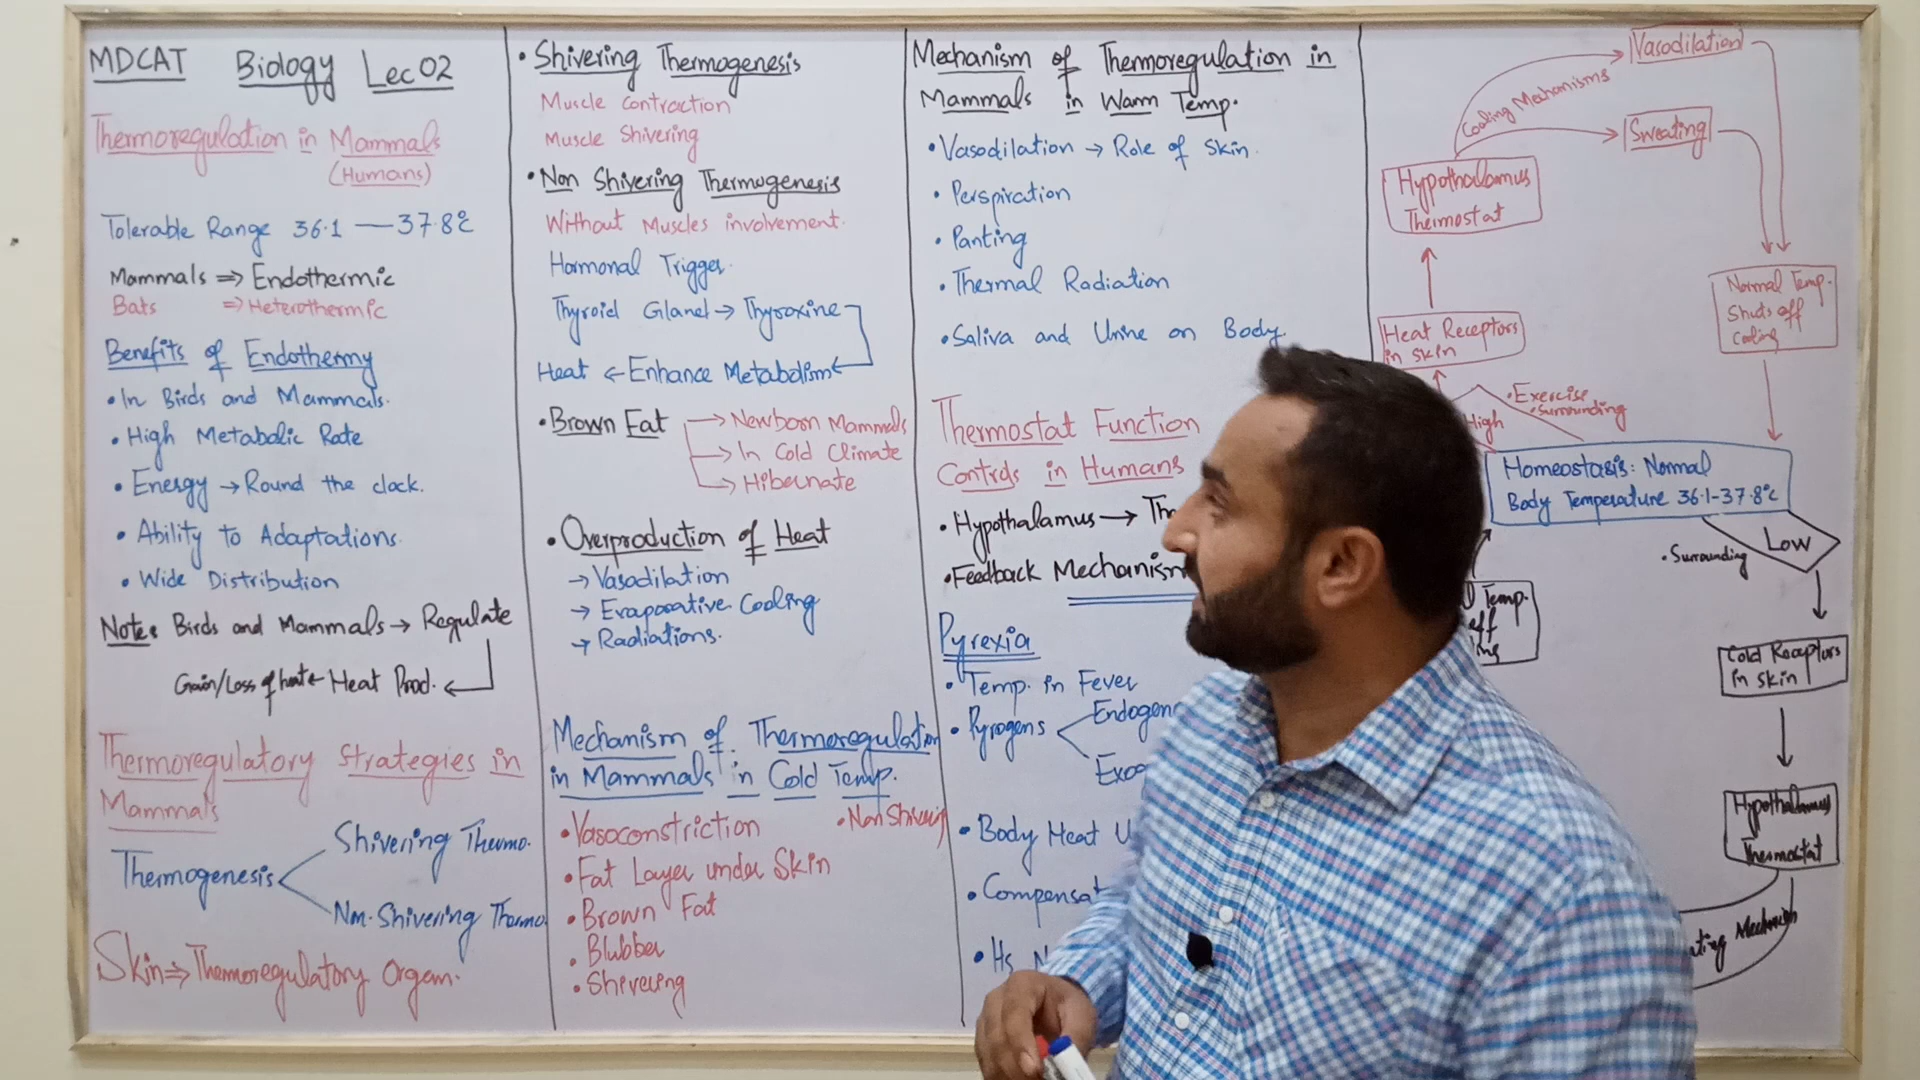 MDCAT Biology Lec 02
Thermoregulation in Mammals
(Humans)
Tolerable Range 36.1 — 37.8°C
Mammals ⇒ Endothermic
Bats ⇒ Heterothermic
Benefits of Endothermy
• In Birds and Mammals.
• High Metabolic Rate
• Energy → Round the clock.
• Ability to Adaptations.
• Wide Distribution
Note: Birds and Mammals → Regulate
Gain/Loss of heat ← Heat Prod. ←
Thermoregulatory Strategies in
Mammals
Thermogenesis
Shivering Thermo.
Non-Shivering Thermo.
Skin ⇒ Thermoregulatory Organ.
• Shivering Thermogenesis
Muscle contraction
Muscle Shivering
• Non Shivering Thermogenesis
Without Muscles involvement.
Hormonal Trigger.
Thyroid Gland → Thyroxine
Heat ← Enhance Metabolism ←
• Brown Fat
→ Newborn Mammals
→ In Cold Climate
→ Hibernate
• Overproduction of Heat
→ Vasodilation
→ Evaporative Cooling
→ Radiations.
Mechanism of Thermoregulation
in Mammals in Cold Temp.
• Vasoconstriction
• Non Shivering
• Fat Layer under Skin
• Brown Fat
• Blubber
• Shivering
Mechanism of Thermoregulation in
Mammals in Warm Temp.
• Vasodilation → Role of Skin.
• Perspiration
• Panting
• Thermal Radiation
• Saliva and Urine on Body
Thermostat Function
Controls in Humans
• Hypothalamus → Th
• Feedback Mechanism
Pyrexia
• Temp. in Fever
• Pyrogens
Endogen
Exog
• Body Heat U
• Compensat
Vasodilation
Cooling Mechanisms
Sweating
Hypothalamus
Thermostat
Normal Temp.
Shuts off
Cooling
Heat Receptors
in skin
• Exercise
• Surrounding
High
Homeostasis: Normal
Body Temperature 36.1-37.8°C
• Surrounding
Low
Temp.
off
Cold Receptors
in skin
Hypothalamus
Thermostat
ating Mechanism